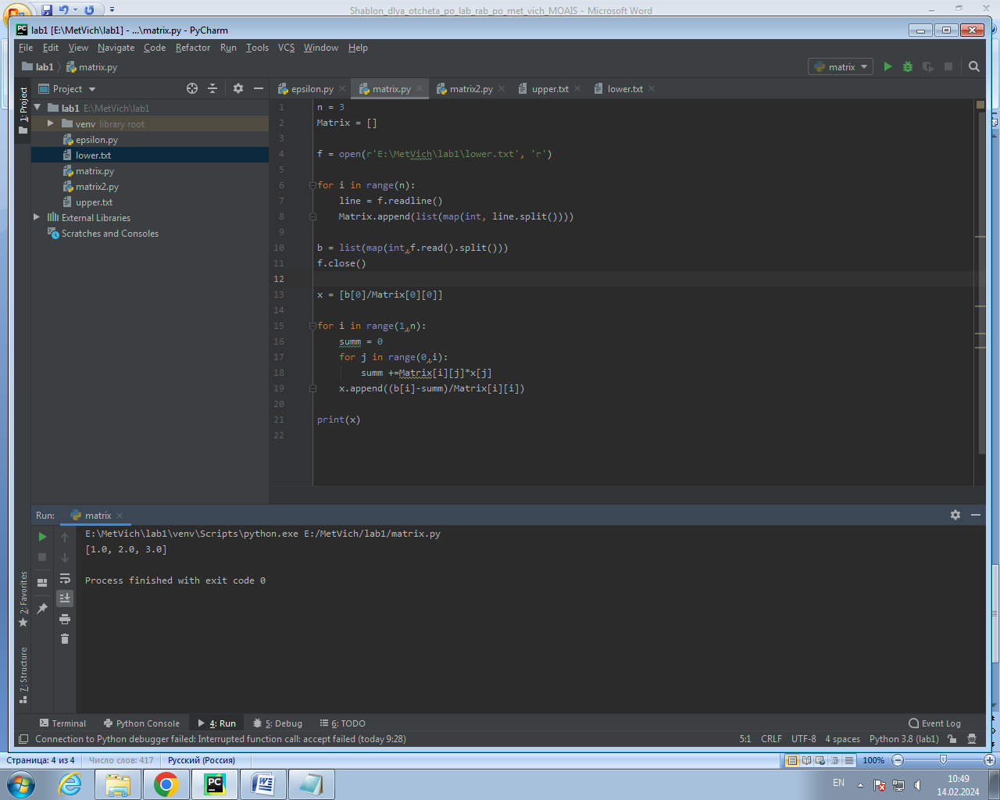 Shablon_dlya_otcheta_po_lab_rab_po_met_vich_MOAIS - Microsoft Word
lab1 [E:\MetVich\lab1] - ...\matrix.py - PyCharm
File Edit View Navigate Code Refactor Run Tools VCS Window Help
lab1 matrix.py
matrix
Project
epsilon.py matrix.py matrix2.py upper.txt lower.txt
1: Project
lab1 E:\MetVich\lab1
venv library root
epsilon.py
lower.txt
matrix.py
matrix2.py
upper.txt
External Libraries
Scratches and Consoles
1 n = 3
2 Matrix = []
3
4 f = open(r'E:\MetVich\lab1\lower.txt', 'r')
5
6 for i in range(n):
7 line = f.readline()
8 Matrix.append(list(map(int, line.split())))
9
10 b = list(map(int,f.read().split()))
11 f.close()
12
13 x = [b[0]/Matrix[0][0]]
14
15 for i in range(1,n):
16 summ = 0
17 for j in range(0,i):
18 summ +=Matrix[i][j]*x[j]
19 x.append((b[i]-summ)/Matrix[i][i])
20
21 print(x)
22
Run: matrix
E:\MetVich\lab1\venv\Scripts\python.exe E:/MetVich/lab1/matrix.py
[1.0, 2.0, 3.0]
Process finished with exit code 0
2: Favorites
7: Structure
Terminal Python Console 4: Run 5: Debug 6: TODO Event Log
Connection to Python debugger failed: Interrupted function call: accept failed (today 9:28) 5:1 CRLF UTF-8 4 spaces Python 3.8 (lab1)
Страница: 4 из 4 Число слов: 417 Русский (Россия) 100%
EN 10:49
14.02.2024